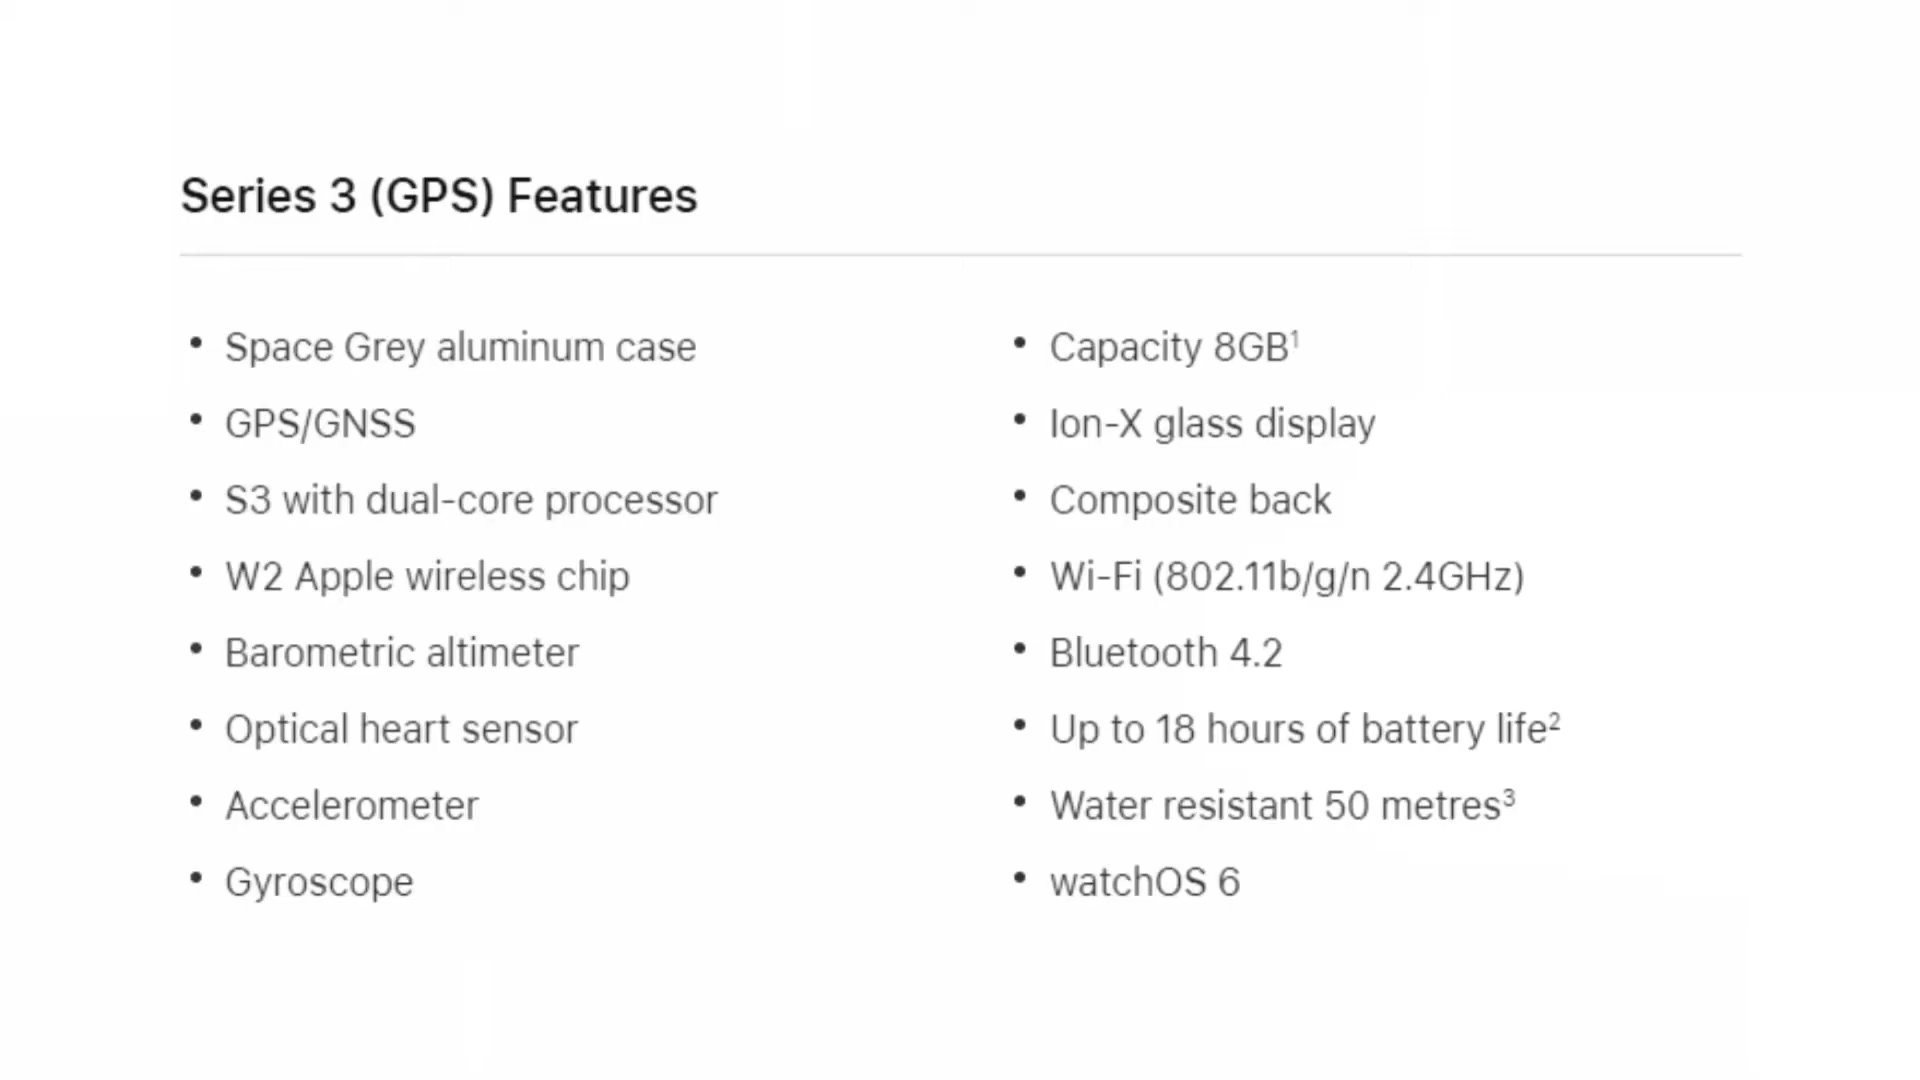 Series 3 (GPS) Features
Space Grey aluminum case
GPS/GNSS
S3 with dual-core processor
W2 Apple wireless chip
Barometric altimeter
Optical heart sensor
Accelerometer
Gyroscope
Capacity 8GB¹
Ion-X glass display
Composite back
Wi-Fi (802.11b/g/n 2.4GHz)
Bluetooth 4.2
Up to 18 hours of battery life²
Water resistant 50 metres³
watchOS 6